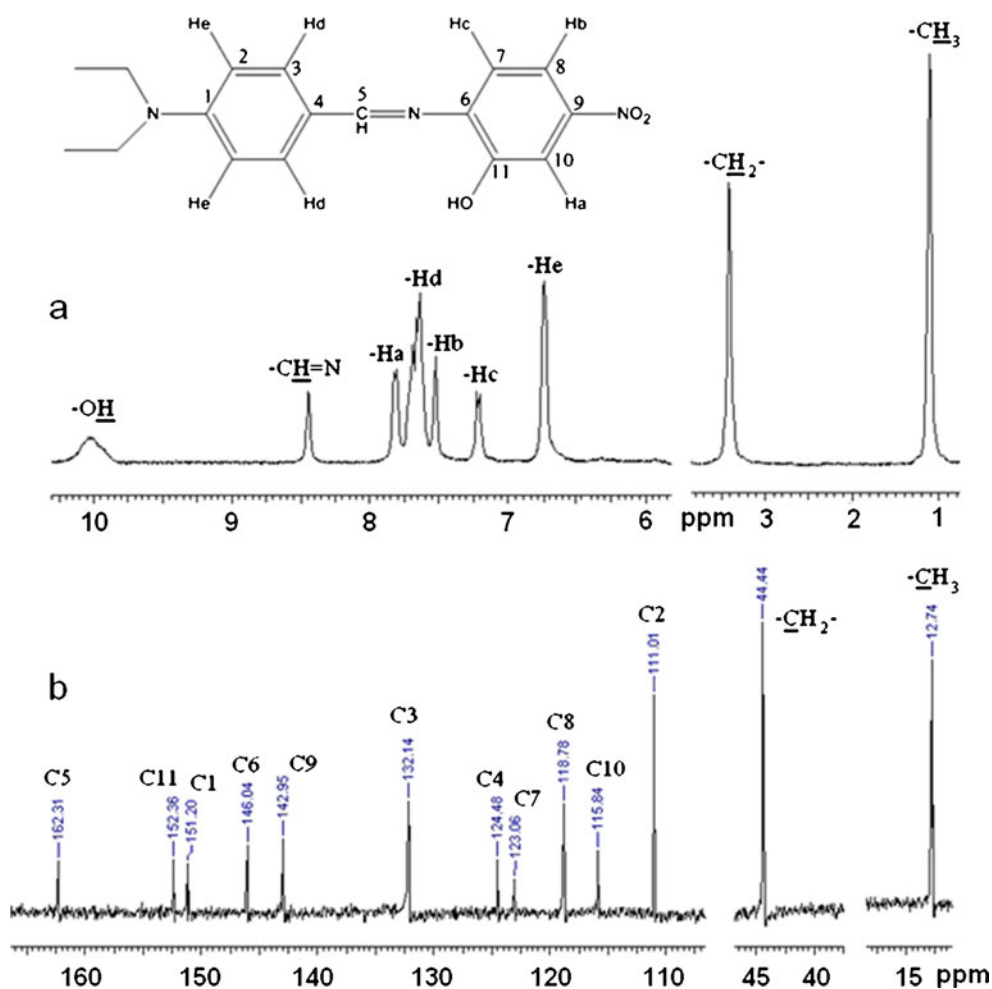 He Hd Hc Hb
2 3 7 8
1 4 5 6 9
N C N NO2
H
11 10
HO
He Hd Ha
-CH3
-CH2-
a
-OH -CH=N -Ha -Hd -Hb -Hc -He
10 9 8 7 6 ppm 3 2 1
b
C5 C11 C1 C6 C9 C3 C4 C7 C8 C10 C2 -CH2- -CH3
162.31 152.36 151.20 146.04 142.95 132.14 124.48 123.06 118.78 115.84 111.01 44.44 12.74
160 150 140 130 120 110 45 40 15 ppm